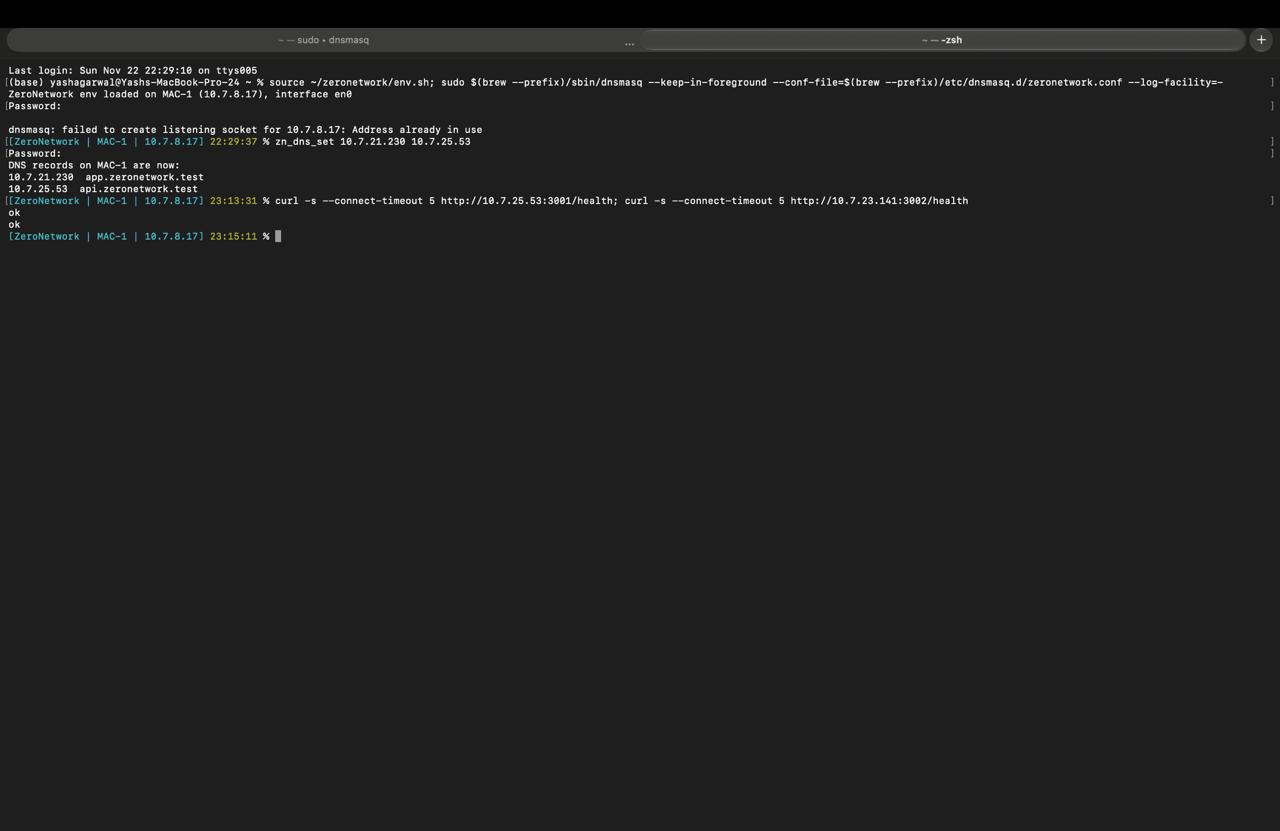 ~ — sudo • dnsmasq
...
~ — -zsh
+
Last login: Sun Nov 22 22:29:10 on ttys005
[(base) yashagarwal@Yashs-MacBook-Pro-24 ~ % source ~/zeronetwork/env.sh; sudo $(brew --prefix)/sbin/dnsmasq --keep-in-foreground --conf-file=$(brew --prefix)/etc/dnsmasq.d/zeronetwork.conf --log-facility=- ]
ZeroNetwork env loaded on MAC-1 (10.7.8.17), interface en0
[Password: ]
dnsmasq: failed to create listening socket for 10.7.8.17: Address already in use
[[ZeroNetwork | MAC-1 | 10.7.8.17] 22:29:37 % zn_dns_set 10.7.21.230 10.7.25.53 ]
[Password: ]
DNS records on MAC-1 are now:
10.7.21.230  app.zeronetwork.test
10.7.25.53  api.zeronetwork.test
[[ZeroNetwork | MAC-1 | 10.7.8.17] 23:13:31 % curl -s --connect-timeout 5 http://10.7.25.53:3001/health; curl -s --connect-timeout 5 http://10.7.23.141:3002/health ]
ok
ok
[ZeroNetwork | MAC-1 | 10.7.8.17] 23:15:11 %